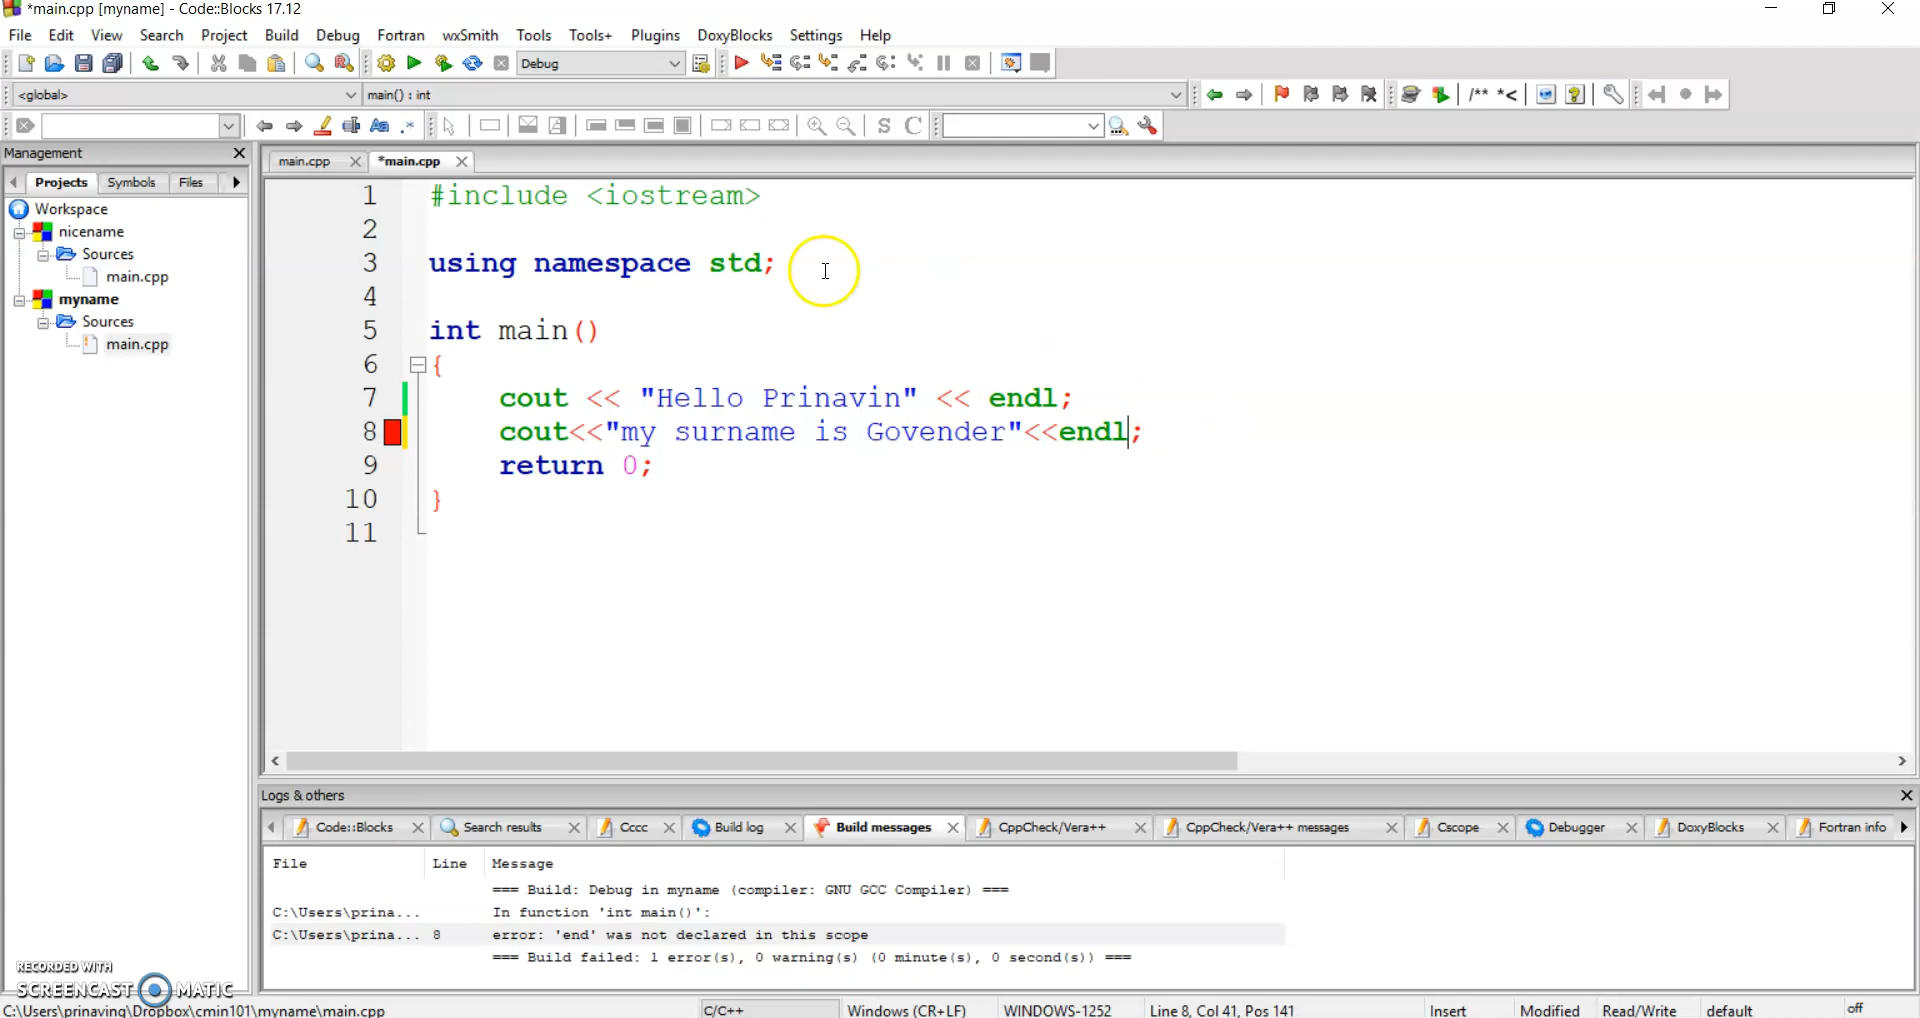 *main.cpp [myname] - Code::Blocks 17.12
File Edit View Search Project Build Debug Fortran wxSmith Tools Tools+ Plugins DoxyBlocks Settings Help
Debug
<global> main() : int
/** *<
Aa .* S C
Management
main.cpp *main.cpp
Projects Symbols Files
Workspace
nicename
Sources
main.cpp
myname
Sources
main.cpp
1 #include <iostream>
2
3 using namespace std;
4
5 int main()
6 {
7 cout << "Hello Prinavin" << endl;
8 cout<<"my surname is Govender"<<endl;
9 return 0;
10 }
11
Logs & others
Code::Blocks Search results Cccc Build log Build messages CppCheck/Vera++ CppCheck/Vera++ messages Cscope Debugger DoxyBlocks Fortran info
File Line Message
=== Build: Debug in myname (compiler: GNU GCC Compiler) ===
C:\Users\prina... In function 'int main()':
C:\Users\prina... 8 error: 'end' was not declared in this scope
=== Build failed: 1 error(s), 0 warning(s) (0 minute(s), 0 second(s)) ===
RECORDED WITH
SCREENCAST MATIC
C:\Users\prinaving\Dropbox\cmin101\myname\main.cpp C/C++ Windows (CR+LF) WINDOWS-1252 Line 8, Col 41, Pos 141 Insert Modified Read/Write default off